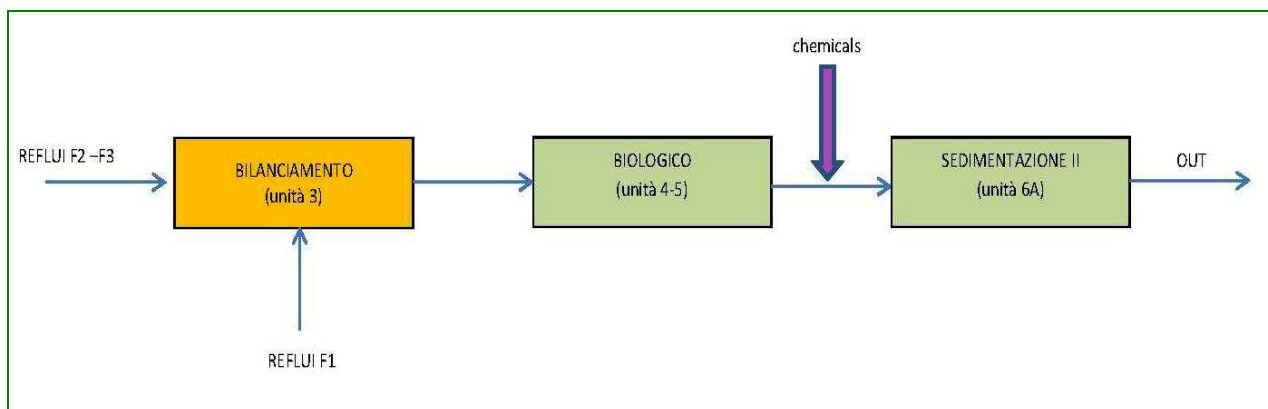 chemicals
REFLUI F2 –F3
BILANCIAMENTO
(unità 3)
BIOLOGICO
(unità 4-5)
SEDIMENTAZIONE II
(unità 6A)
OUT
REFLUI F1